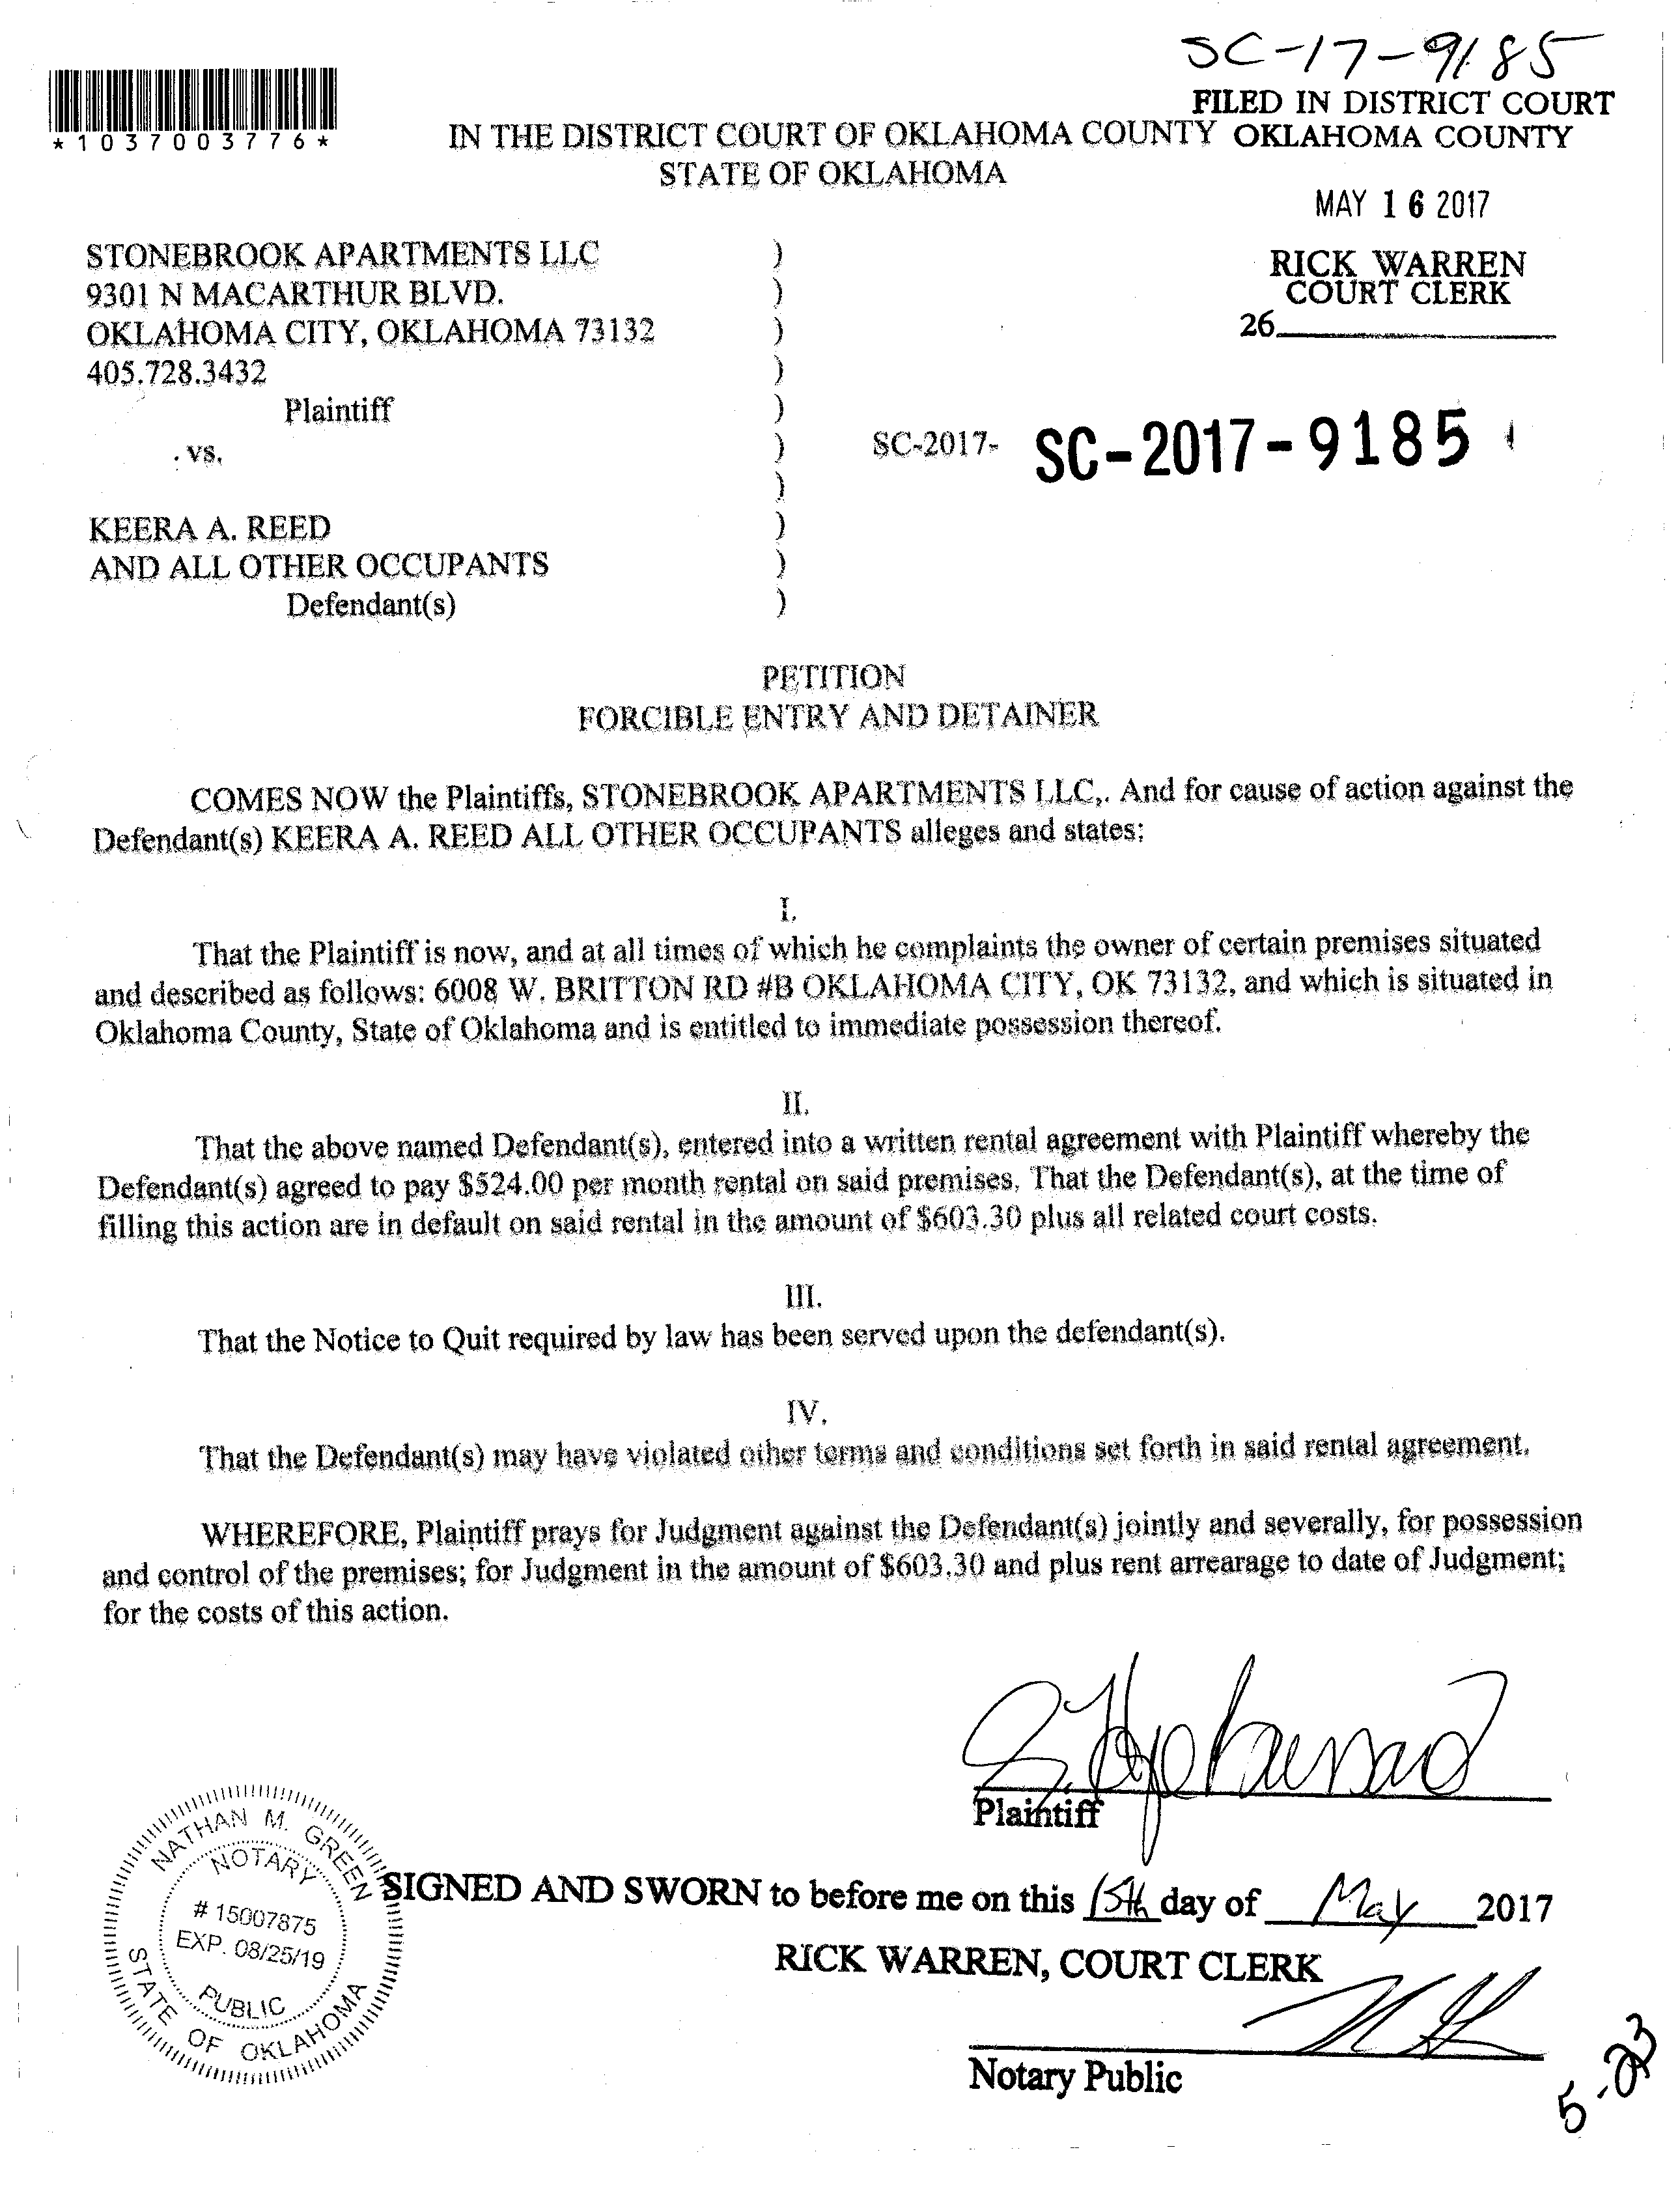 SC-17-9185
FILED IN DISTRICT COURT
OKLAHOMA COUNTY
*1037003776*
IN THE DISTRICT COURT OF OKLAHOMA COUNTY
STATE OF OKLAHOMA
MAY 16 2017
RICK WARREN
COURT CLERK
26
STONEBROOK APARTMENTS LLC )
9301 N MACARTHUR BLVD. )
OKLAHOMA CITY, OKLAHOMA 73132 )
405.728.3432 )
Plaintiff )
. vs. ) SC-2017- SC-2017-9185
)
KEERA A. REED )
AND ALL OTHER OCCUPANTS )
Defendant(s) )
PETITION
FORCIBLE ENTRY AND DETAINER
COMES NOW the Plaintiffs, STONEBROOK APARTMENTS LLC,. And for cause of action against the
Defendant(s) KEERA A. REED ALL OTHER OCCUPANTS alleges and states:
I.
That the Plaintiff is now, and at all times of which he complaints the owner of certain premises situated
and described as follows: 6008 W. BRITTON RD #B OKLAHOMA CITY, OK 73132, and which is situated in
Oklahoma County, State of Oklahoma and is entitled to immediate possession thereof.
II.
That the above named Defendant(s), entered into a written rental agreement with Plaintiff whereby the
Defendant(s) agreed to pay $524.00 per month rental on said premises. That the Defendant(s), at the time of
filling this action are in default on said rental in the amount of $603.30 plus all related court costs.
III.
That the Notice to Quit required by law has been served upon the defendant(s).
IV.
That the Defendant(s) may have violated other terms and conditions set forth in said rental agreement.
WHEREFORE, Plaintiff prays for Judgment against the Defendant(s) jointly and severally, for possession
and control of the premises; for Judgment in the amount of $603.30 and plus rent arrearage to date of Judgment;
for the costs of this action.
Plaintiff
SIGNED AND SWORN to before me on this 15th day of May 2017
RICK WARREN, COURT CLERK
Notary Public
NATHAN M. GREEN
NOTARY
# 15007875
EXP. 08/25/19
PUBLIC
STATE OF OKLAHOMA
5-23